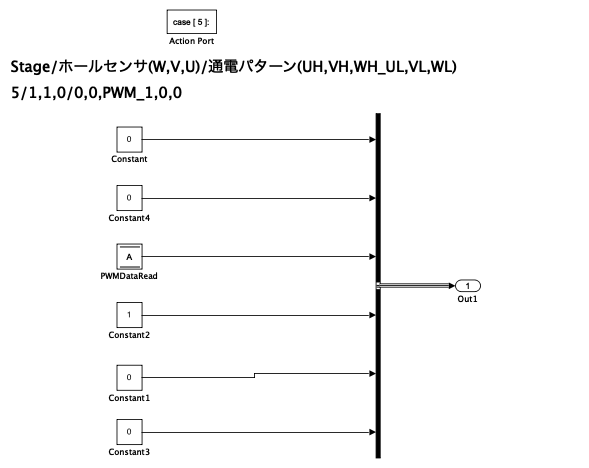 case [ 5 ]:
Action Port
Stage/ホールセンサ(W,V,U)/通電パターン(UH,VH,WH_UL,VL,WL)
5/1,1,0/0,0,PWM_1,0,0
0
Constant
0
Constant4
A
PWMDataRead
1
Out1
1
Constant2
0
Constant1
0
Constant3